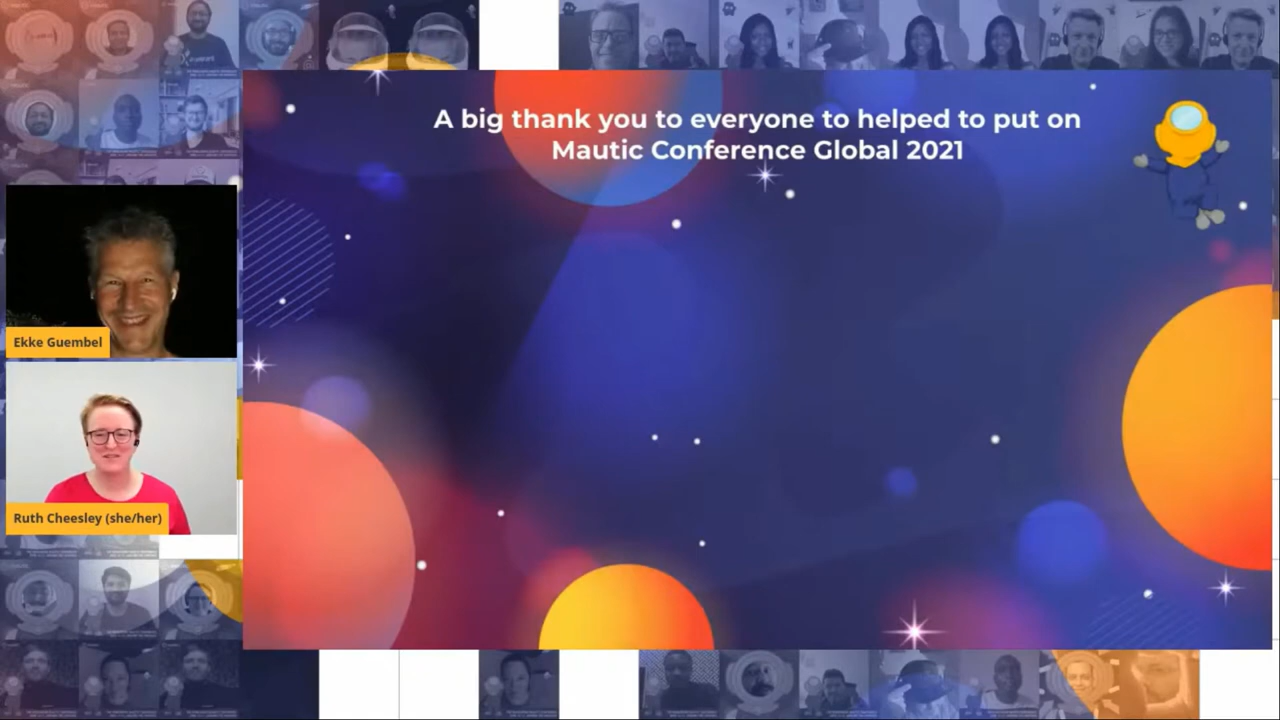 A big thank you to everyone to helped to put on
Mautic Conference Global 2021
Ekke Guembel
Ruth Cheesley (she/her)